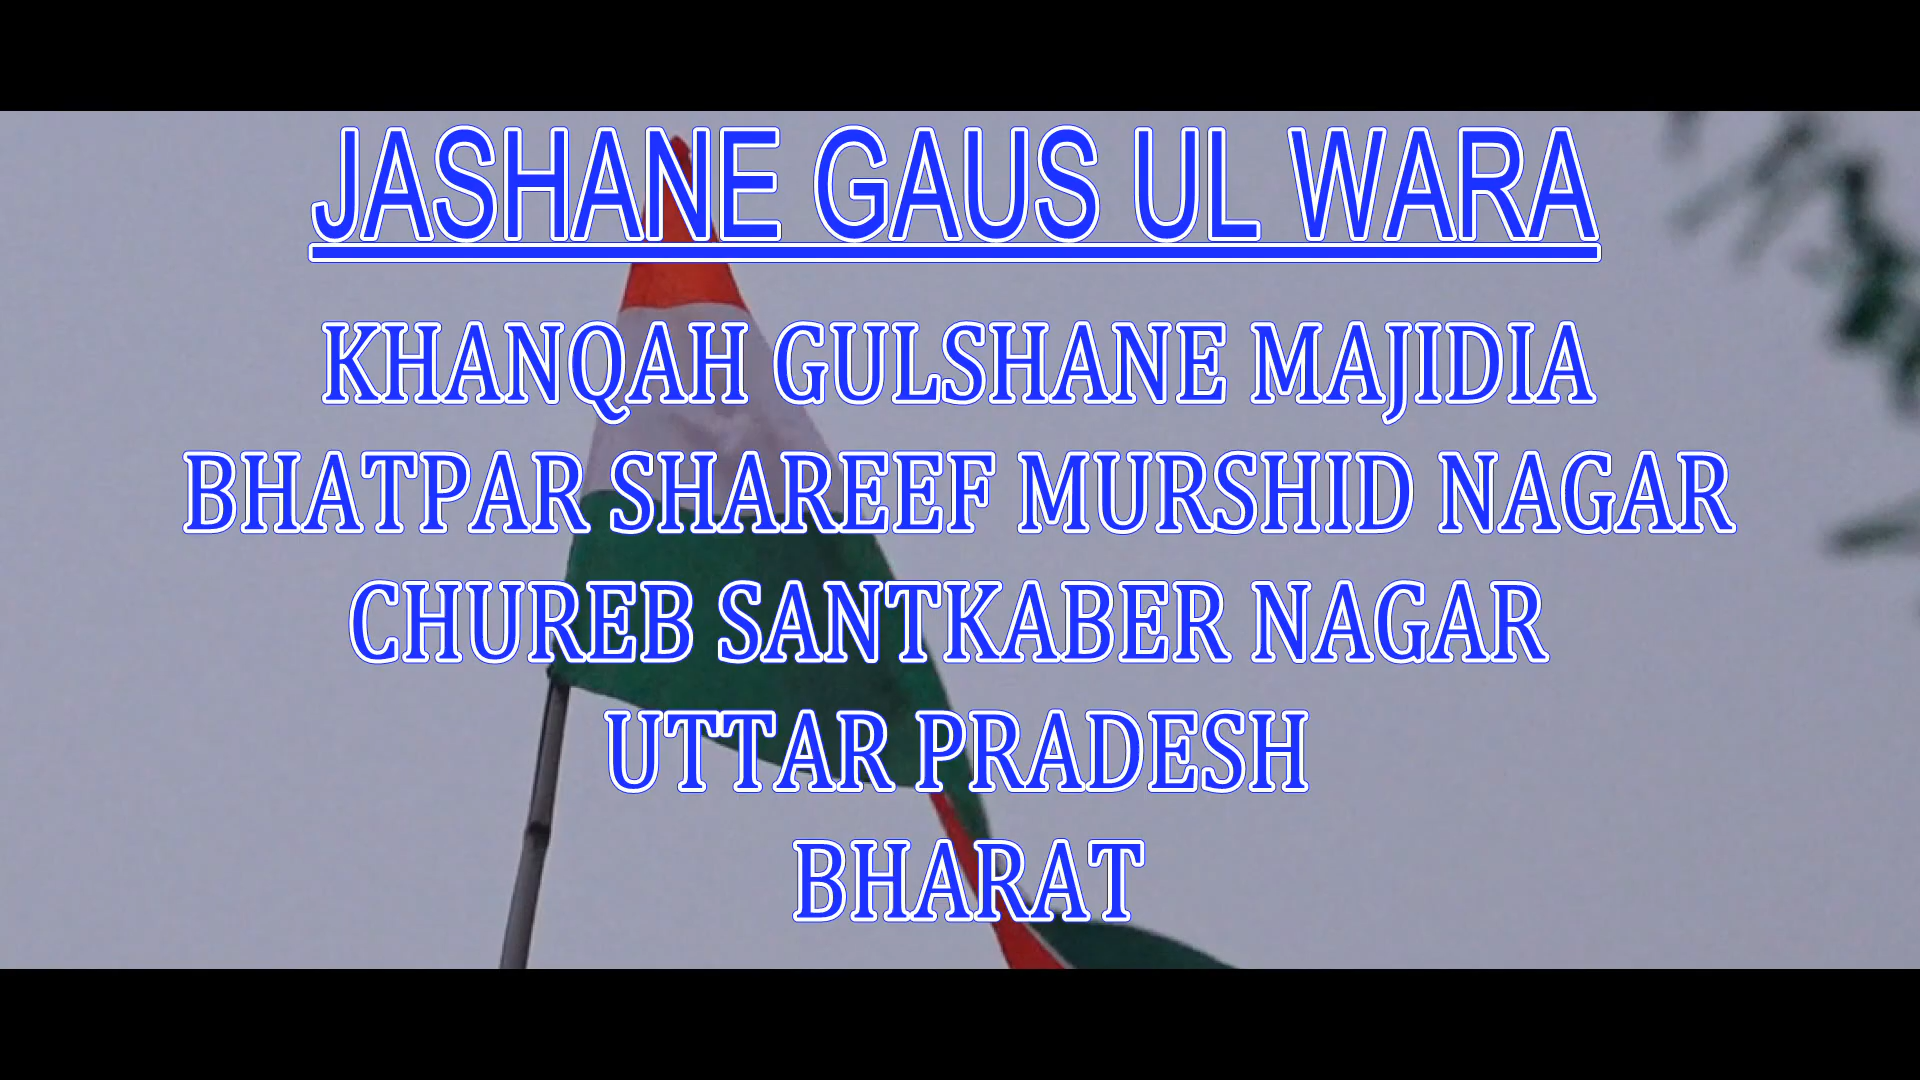 JASHANE GAUS UL WARA
KHANQAH GULSHANE MAJIDIA
BHATPAR SHAREEF MURSHID NAGAR
CHUREB SANTKABER NAGAR
UTTAR PRADESH
BHARAT